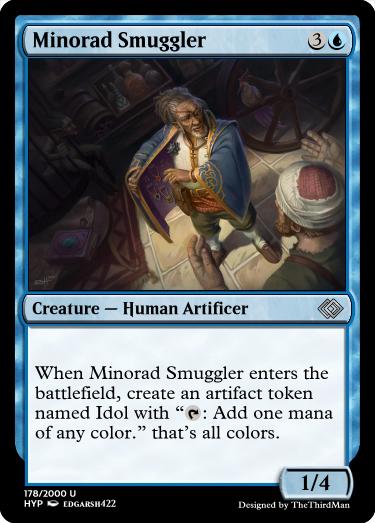 Minorad Smuggler 3
Creature — Human Artificer
When Minorad Smuggler enters the
battlefield, create an artifact token
named Idol with “: Add one mana
of any color.” that's all colors.
1/4
178/2000 U
HYP EDGARSH422
Designed by TheThirdMan